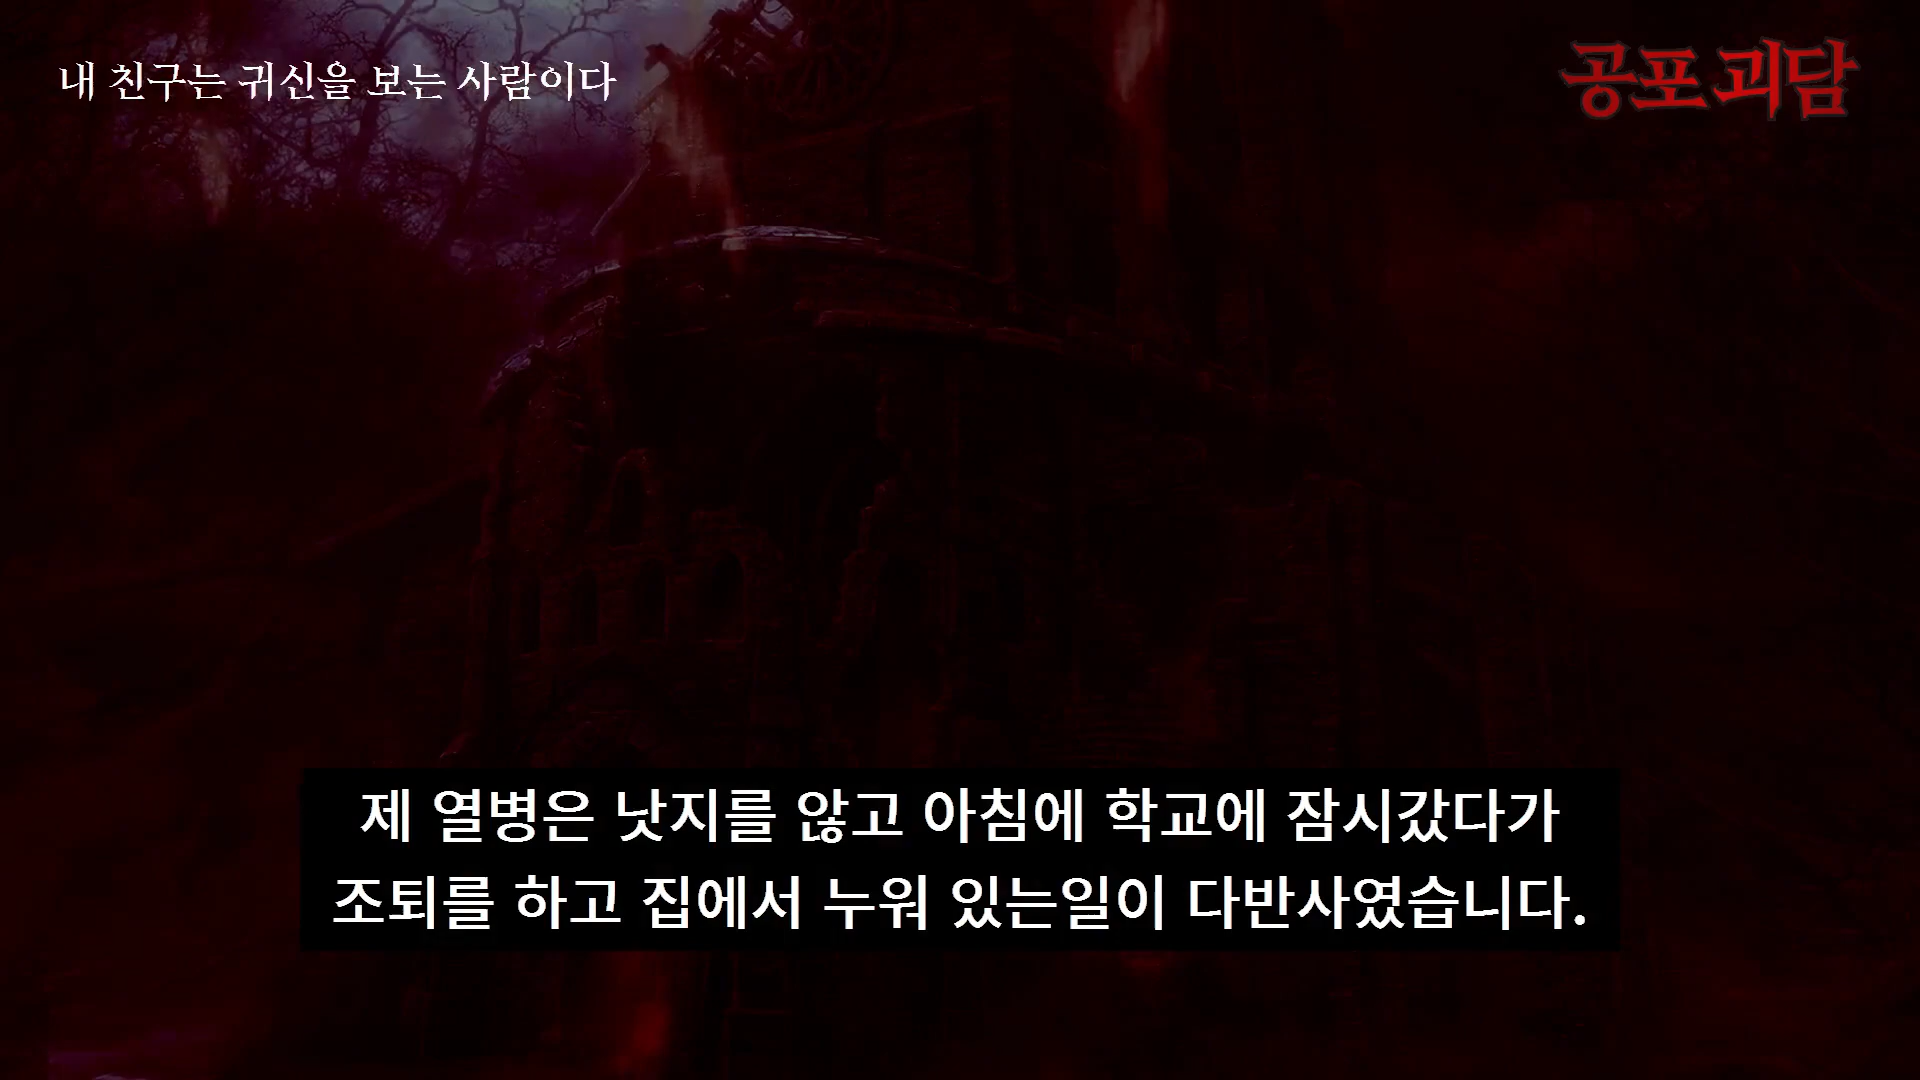 내 친구는 귀신을 보는 사람이다
공포 괴담
제 열병은 낫지를 않고 아침에 학교에 잠시갔다가
조퇴를 하고 집에서 누워 있는일이 다반사였습니다.